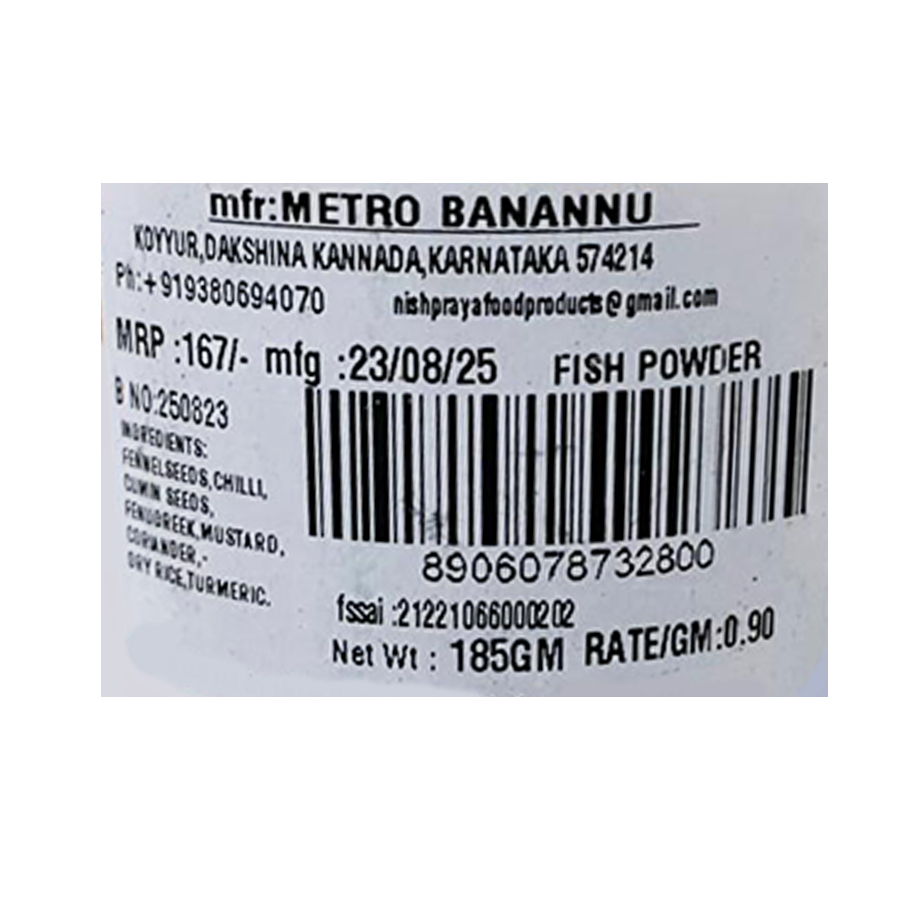 mfr:METRO BANANNU
KOYYUR,DAKSHINA KANNADA,KARNATAKA 574214
Ph:+919380694070 nishprayafoodproducts@gmail.com
MRP :167/- mfg :23/08/25 FISH POWDER
B NO:250823
INGREDIENTS:
FENNELSEEDS,CHILLI,
CUMIN SEEDS,
FENUGREEK,MUSTARD,
CORIANDER,-
DRY RICE,TURMERIC.
8906078732800
fssai :21221066000202
Net Wt : 185GM RATE/GM:0.90